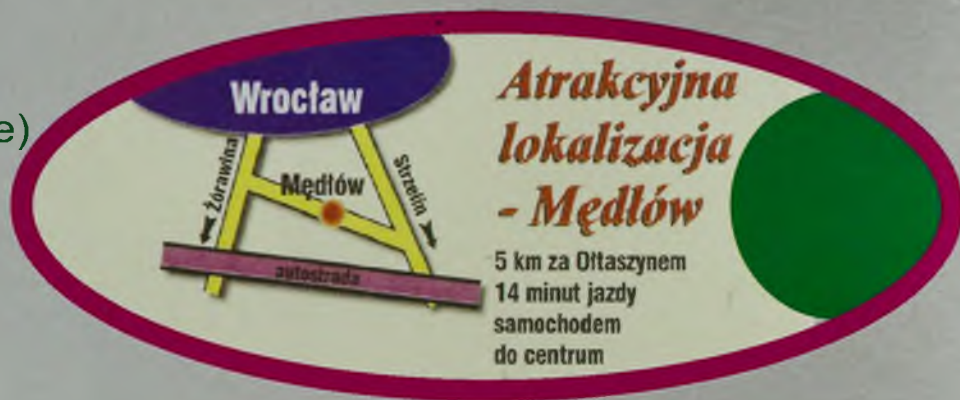 e)
Wrocław
Żórawina
Mędłów
Strzelin
autostrada
Atrakcyjna
lokalizacja
- Mędłów
5 km za Ołtaszynem
14 minut jazdy
samochodem
do centrum